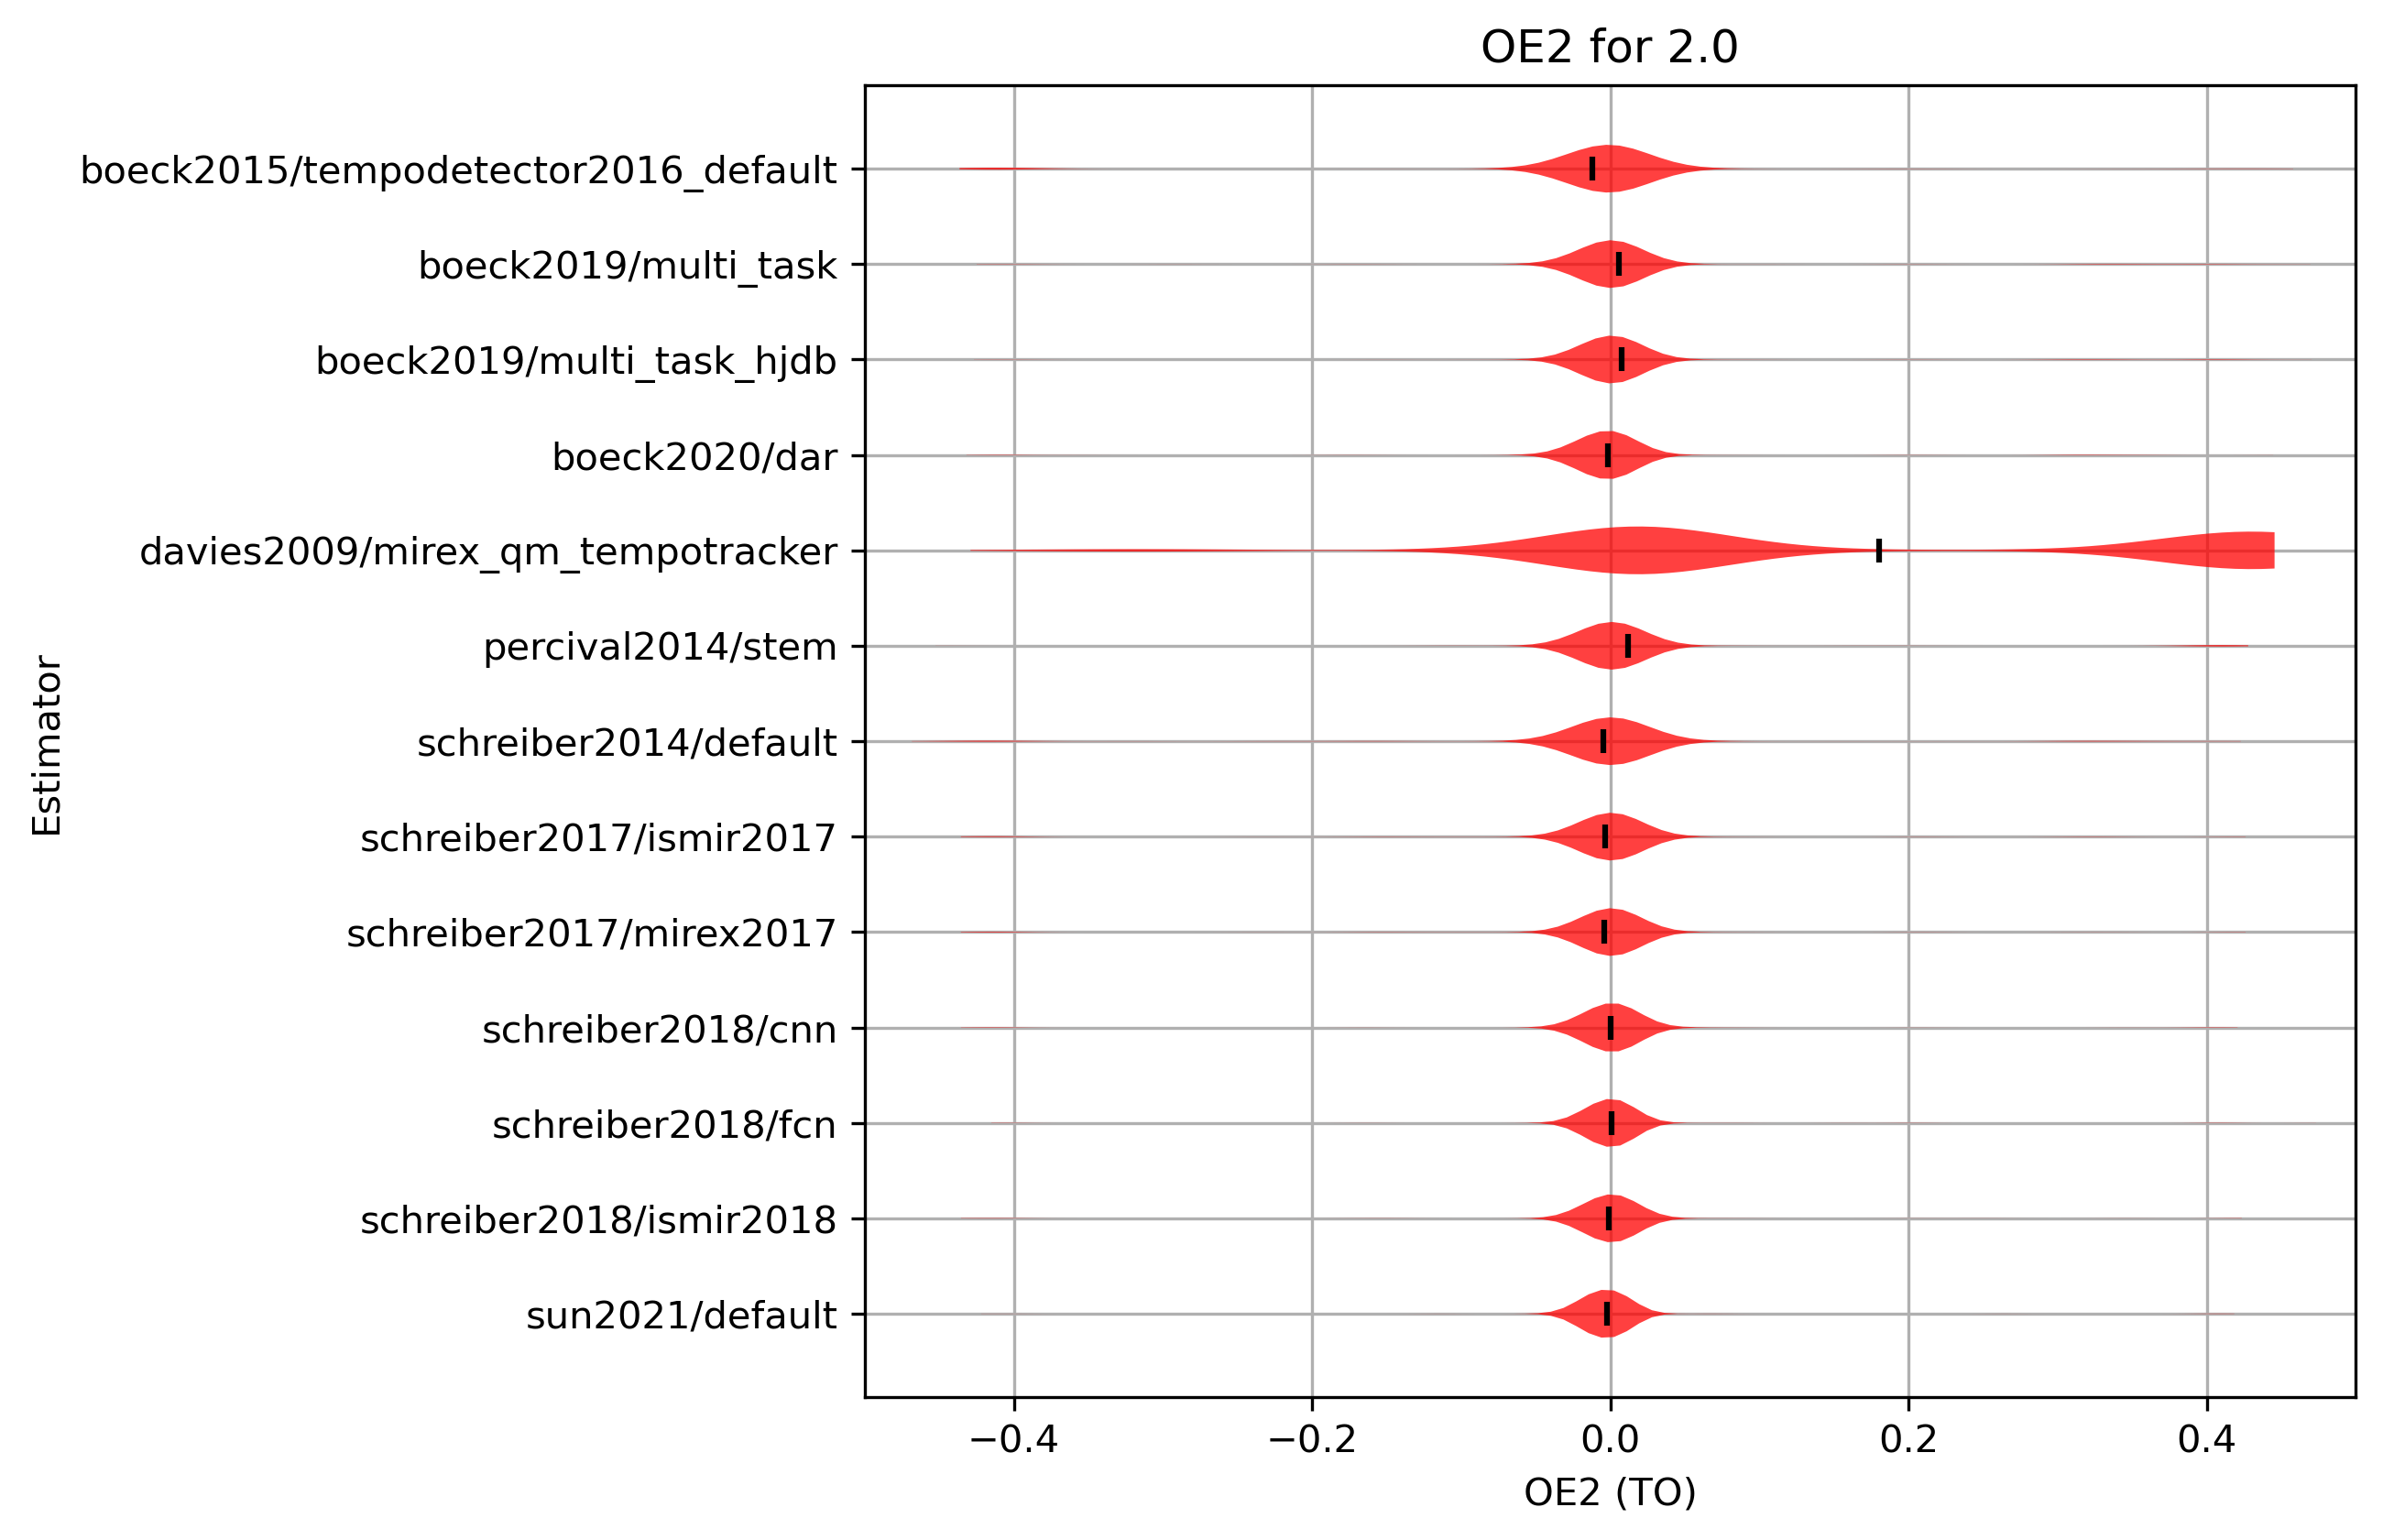 OE2 for 2.0
boeck2015/tempodetector2016_default
boeck2019/multi_task
boeck2019/multi_task_hjdb
boeck2020/dar
davies2009/mirex_qm_tempotracker
percival2014/stem
schreiber2014/default
schreiber2017/ismir2017
schreiber2017/mirex2017
schreiber2018/cnn
schreiber2018/fcn
schreiber2018/ismir2018
sun2021/default
Estimator
−0.4 −0.2 0.0 0.2 0.4
OE2 (TO)